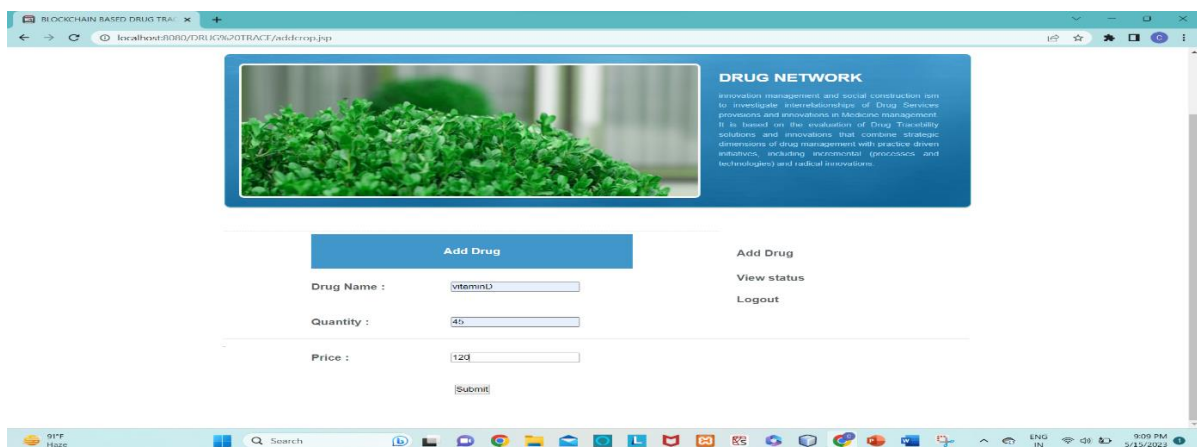 BLOCKCHAIN BASED DRUG TRAC
localhost:8080/DRUG%20TRACE/addcrop.jsp
DRUG NETWORK
innovation management and social construction ism
to investigate interrelationships of Drug Services
provisions and innovations in Medicine management.
It is based on the evaluation of Drug Tracebility
solutions and innovations that combine strategic
dimensions of drug management with practice driven
initiatives, including incremental (processes and
technologies) and radical innovations.
Add Drug
Drug Name :
vitaminD
Quantity :
45
Price :
120
Submit
Add Drug
View status
Logout
91°F
Haze
Search
ENG
IN
9:09 PM
5/15/2023